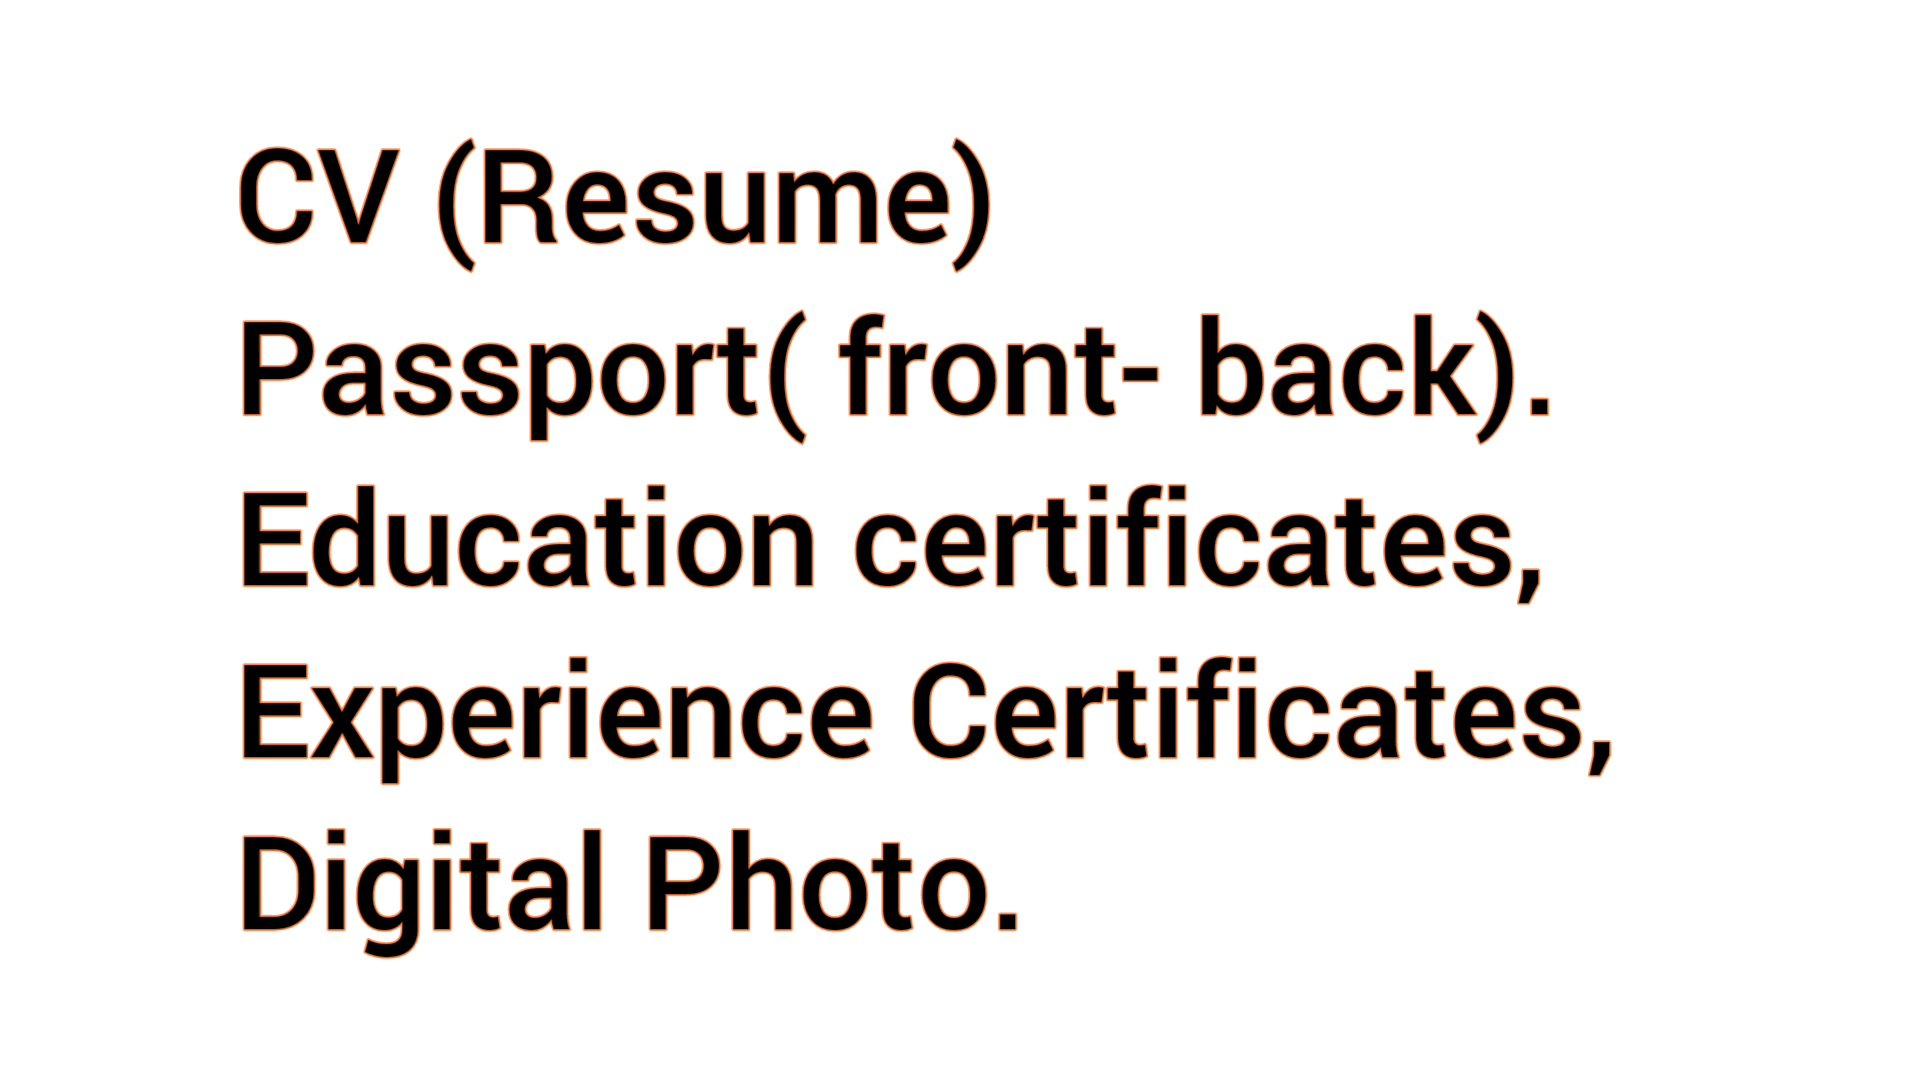 CV (Resume)
Passport( front- back).
Education certificates,
Experience Certificates,
Digital Photo.